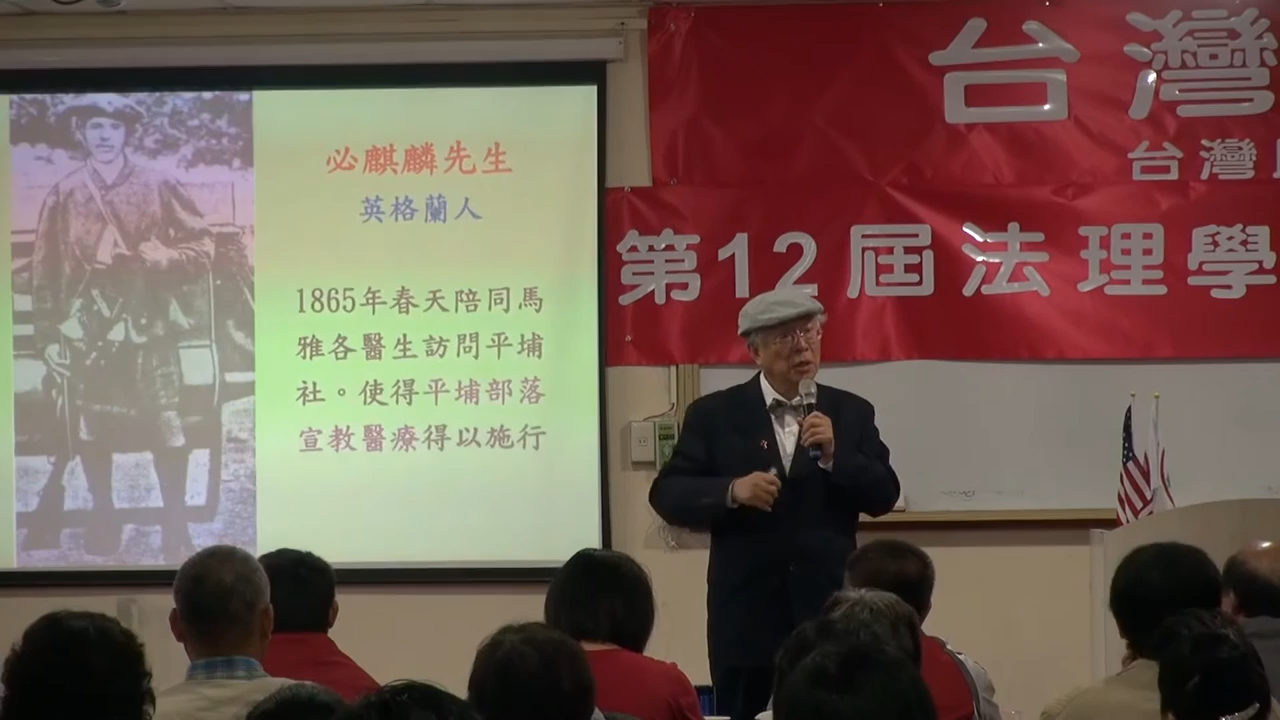 必麒麟先生
英格蘭人
1865年春天陪同馬
雅各醫生訪問平埔
社。使得平埔部落
宣教醫療得以施行
台灣
台灣
第12屆法理學